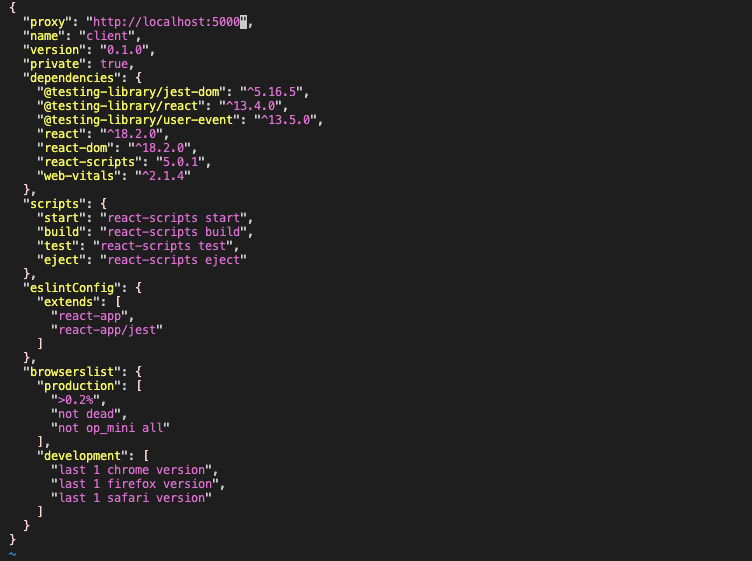 {
  "proxy": "http://localhost:5000",
  "name": "client",
  "version": "0.1.0",
  "private": true,
  "dependencies": {
    "@testing-library/jest-dom": "^5.16.5",
    "@testing-library/react": "^13.4.0",
    "@testing-library/user-event": "^13.5.0",
    "react": "^18.2.0",
    "react-dom": "^18.2.0",
    "react-scripts": "5.0.1",
    "web-vitals": "^2.1.4"
  },
  "scripts": {
    "start": "react-scripts start",
    "build": "react-scripts build",
    "test": "react-scripts test",
    "eject": "react-scripts eject"
  },
  "eslintConfig": {
    "extends": [
      "react-app",
      "react-app/jest"
    ]
  },
  "browserslist": {
    "production": [
      ">0.2%",
      "not dead",
      "not op_mini all"
    ],
    "development": [
      "last 1 chrome version",
      "last 1 firefox version",
      "last 1 safari version"
    ]
  }
}
~